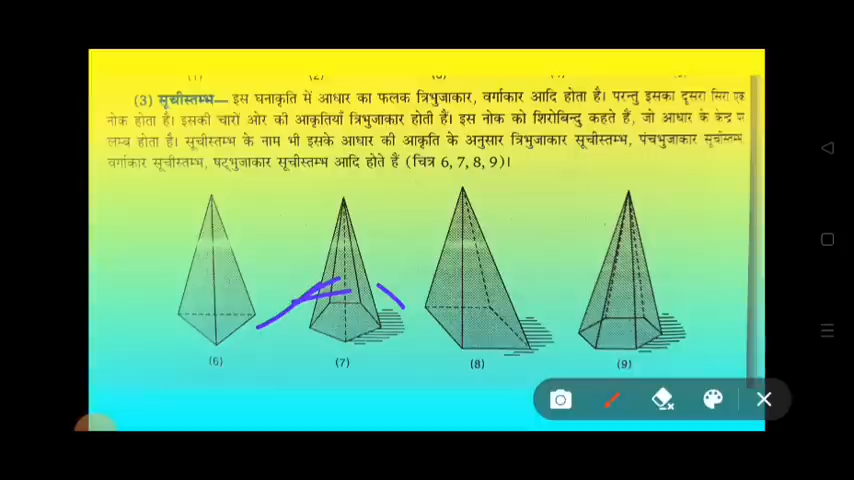 (3) सूचीस्तम्भ— इस घनाकृति में आधार का फलक त्रिभुजाकार, वर्गाकार आदि होता है। परन्तु इसका दूसरा सिरा एक
नोक होता है। इसकी चारों ओर की आकृतियाँ त्रिभुजाकार होती हैं। इस नोक को शिरोबिन्दु कहते हैं, जो आधार के केन्द्र पर
लम्ब होता है। सूचीस्तम्भ के नाम भी इसके आधार की आकृति के अनुसार त्रिभुजाकार सूचीस्तम्भ, पंचभुजाकार सूचीस्तम्भ,
वर्गाकार सूचीस्तम्भ, षट्भुजाकार सूचीस्तम्भ आदि होते हैं (चित्र 6, 7, 8, 9)।
(6) (7) (8) (9)